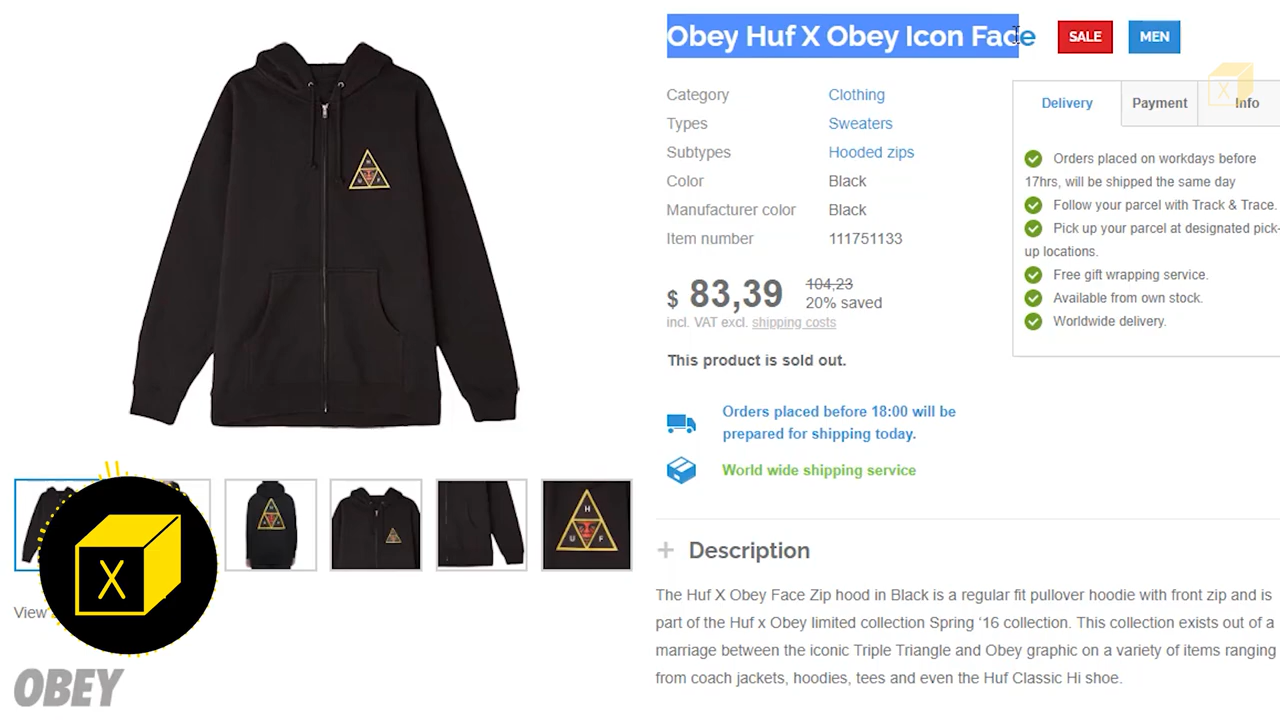 Obey Huf X Obey Icon Face
SALE
MEN
Category Clothing
Types Sweaters
Subtypes Hooded zips
Color Black
Manufacturer color Black
Item number 111751133
$ 83,39
104,23
20% saved
incl. VAT excl. shipping costs
This product is sold out.
Orders placed before 18:00 will be
prepared for shipping today.
World wide shipping service
Delivery
Payment
Info
Orders placed on workdays before
17hrs, will be shipped the same day
Follow your parcel with Track & Trace.
Pick up your parcel at designated pick-
up locations.
Free gift wrapping service.
Available from own stock.
Worldwide delivery.
H
U F
X
View
OBEY
+ Description
The Huf X Obey Face Zip hood in Black is a regular fit pullover hoodie with front zip and is
part of the Huf x Obey limited collection Spring '16 collection. This collection exists out of a
marriage between the iconic Triple Triangle and Obey graphic on a variety of items ranging
from coach jackets, hoodies, tees and even the Huf Classic Hi shoe.